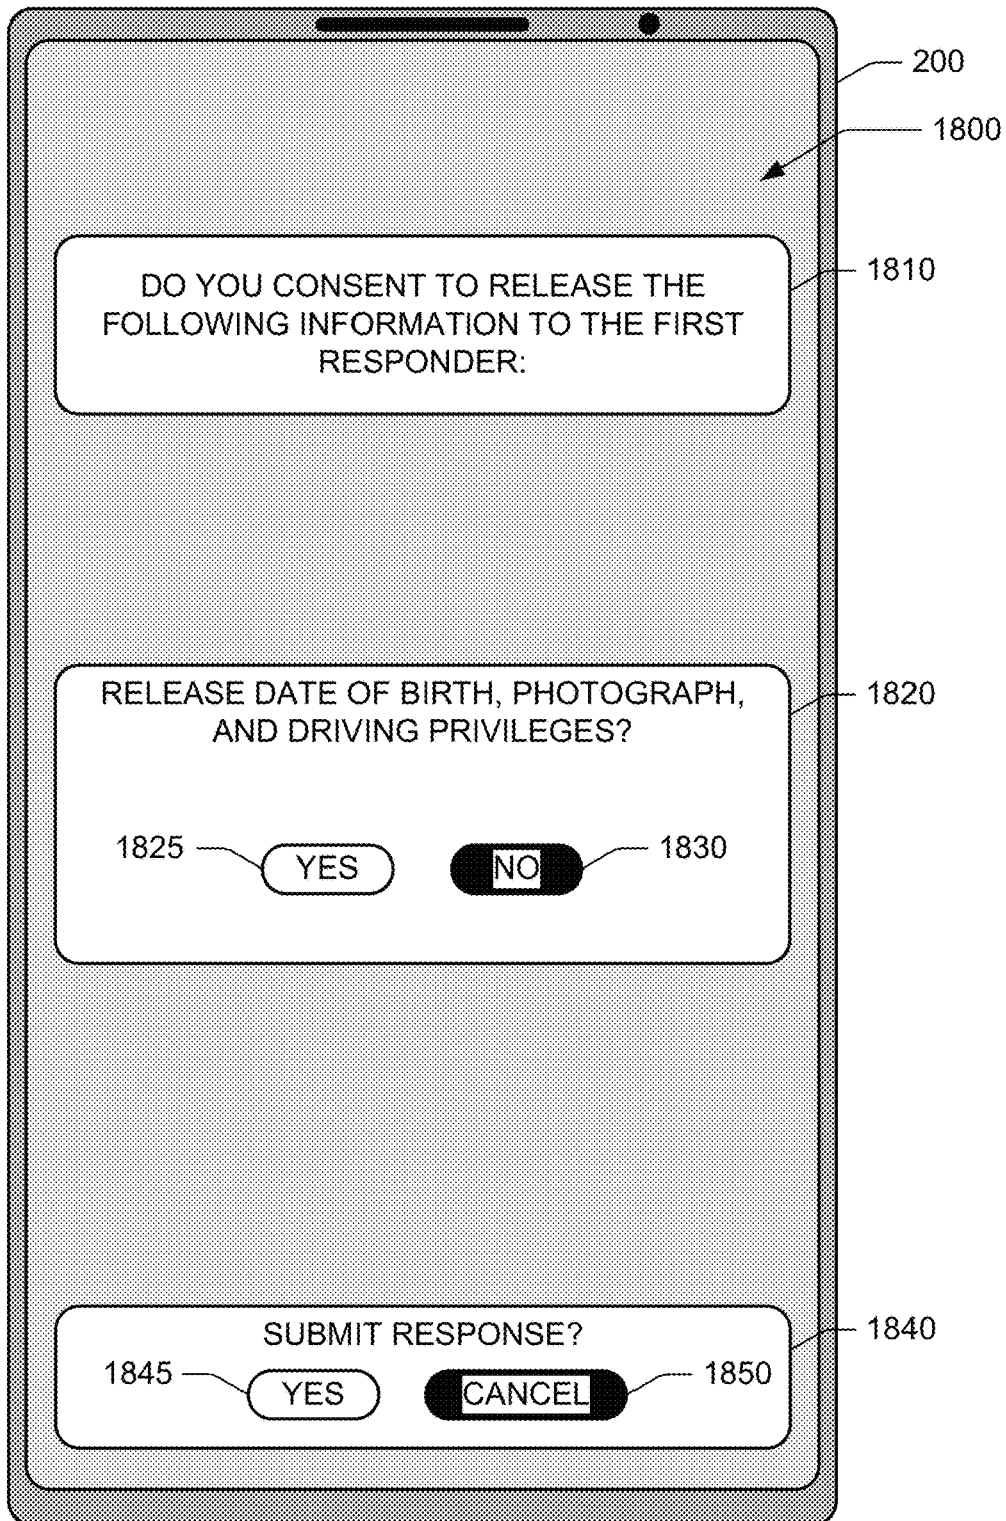 200
1800
DO YOU CONSENT TO RELEASE THE
FOLLOWING INFORMATION TO THE FIRST
RESPONDER:
1810
RELEASE DATE OF BIRTH, PHOTOGRAPH,
AND DRIVING PRIVILEGES?
1820
1825 YES NO 1830
SUBMIT RESPONSE?
1840
1845 YES CANCEL 1850